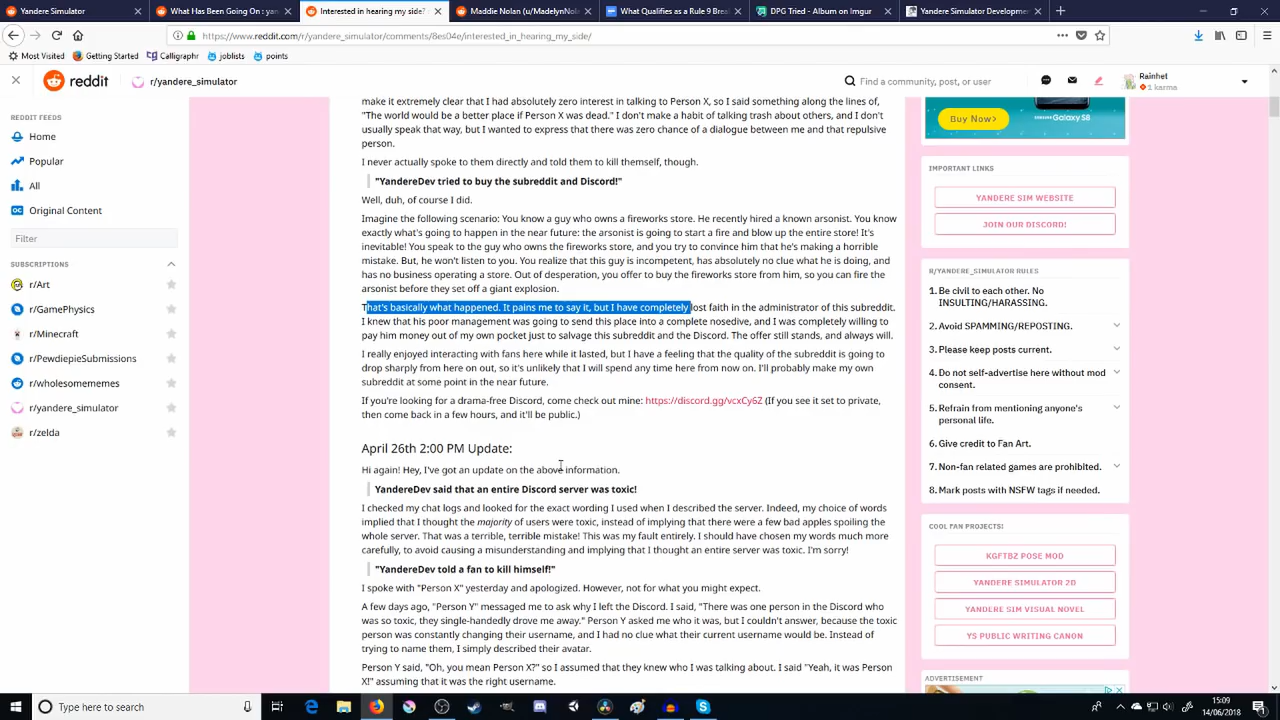 Yandere Simulator
What Has Been Going On : yan
Interested in hearing my side?
Maddie Nolan (u/MadelynNolan
What Qualifies as a Rule 9 Break
DPG Tried - Album on Imgur
Yandere Simulator Developme
https://www.reddit.com/r/yandere_simulator/comments/8es04e/interested_in_hearing_my_side/
Most Visited
Getting Started
Calligraphr
joblists
points
reddit
r/yandere_simulator
Find a community, post, or user
Rainhet
1 karma
REDDIT FEEDS
Home
Popular
All
Original Content
Filter
SUBSCRIPTIONS
r/Art
r/GamePhysics
r/Minecraft
r/PewdiepieSubmissions
r/wholesomememes
r/yandere_simulator
r/zelda
make it extremely clear that I had absolutely zero interest in talking to Person X, so I said something along the lines of,
"The world would be a better place if Person X was dead." I don't make a habit of talking trash about others, and I don't
usually speak that way, but I wanted to express that there was zero chance of a dialogue between me and that repulsive
person.
I never actually spoke to them directly and told them to kill themself, though.
"YandereDev tried to buy the subreddit and Discord!"
Well, duh, of course I did.
Imagine the following scenario: You know a guy who owns a fireworks store. He recently hired a known arsonist. You know
exactly what's going to happen in the near future: the arsonist is going to start a fire and blow up the entire store! It's
inevitable! You speak to the guy who owns the fireworks store, and you try to convince him that he's making a horrible
mistake. But, he won't listen to you. You realize that this guy is incompetent, has absolutely no clue what he is doing, and
has no business operating a store. Out of desperation, you offer to buy the fireworks store from him, so you can fire the
arsonist before they set off a giant explosion.
That's basically what happened. It pains me to say it, but I have completely lost faith in the administrator of this subreddit.
I knew that his poor management was going to send this place into a complete nosedive, and I was completely willing to
pay him money out of my own pocket just to salvage this subreddit and the Discord. The offer still stands, and always will.
I really enjoyed interacting with fans here while it lasted, but I have a feeling that the quality of the subreddit is going to
drop sharply from here on out, so it's unlikely that I will spend any time here from now on. I'll probably make my own
subreddit at some point in the near future.
If you're looking for a drama-free Discord, come check out mine: https://discord.gg/vcxCy6Z (If you see it set to private,
then come back in a few hours, and it'll be public.)
April 26th 2:00 PM Update:
Hi again! Hey, I've got an update on the above information.
YandereDev said that an entire Discord server was toxic!
I checked my chat logs and looked for the exact wording I used when I described the server. Indeed, my choice of words
implied that I thought the majority of users were toxic, instead of implying that there were a few bad apples spoiling the
whole server. That was a terrible, terrible mistake! This was my fault entirely. I should have chosen my words much more
carefully, to avoid causing a misunderstanding and implying that I thought an entire server was toxic. I'm sorry!
"YandereDev told a fan to kill himself!"
I spoke with "Person X" yesterday and apologized. However, not for what you might expect.
A few days ago, "Person Y" messaged me to ask why I left the Discord. I said, "There was one person in the Discord who
was so toxic, they single-handedly drove me away." Person Y asked me who it was, but I couldn't answer, because the toxic
person was constantly changing their username, and I had no clue what their current username would be. Instead of
trying to name them, I simply described their avatar.
Person Y said, "Oh, you mean Person X?" so I assumed that they knew who I was talking about. I said "Yeah, it was Person
X!" assuming that it was the right username.
Buy Now>
Samsung Galaxy S8
IMPORTANT LINKS
YANDERE SIM WEBSITE
JOIN OUR DISCORD!
R/YANDERE_SIMULATOR RULES
1. Be civil to each other. No
INSULTING/HARASSING.
2. Avoid SPAMMING/REPOSTING.
3. Please keep posts current.
4. Do not self-advertise here without mod
consent.
5. Refrain from mentioning anyone's
personal life.
6. Give credit to Fan Art.
7. Non-fan related games are prohibited.
8. Mark posts with NSFW tags if needed.
COOL FAN PROJECTS!
KGFTBZ POSE MOD
YANDERE SIMULATOR 2D
YANDERE SIM VISUAL NOVEL
YS PUBLIC WRITING CANON
ADVERTISEMENT
Type here to search
15:09
14/06/2018